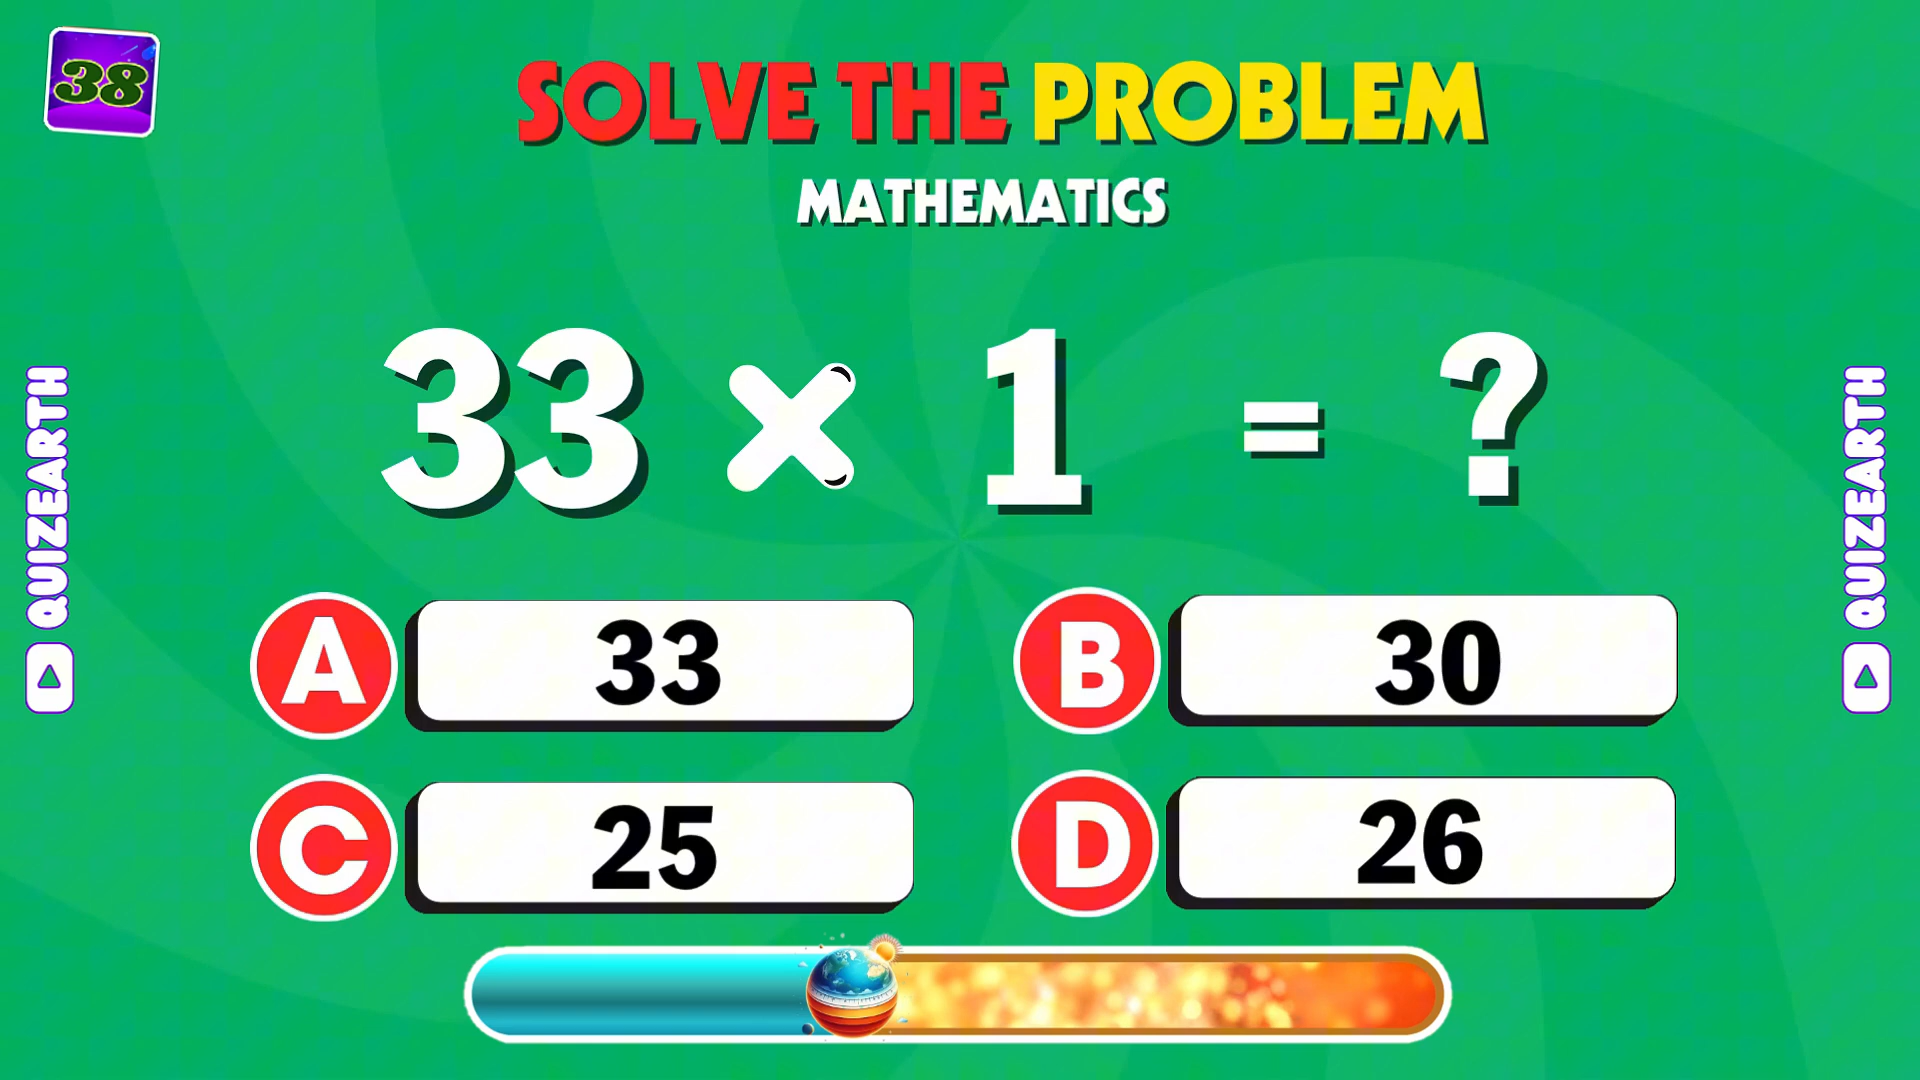 38
SOLVE THE PROBLEM
MATHEMATICS
33 × 1 = ?
A 33
B 30
C 25
D 26
QUIZEARTH
QUIZEARTH